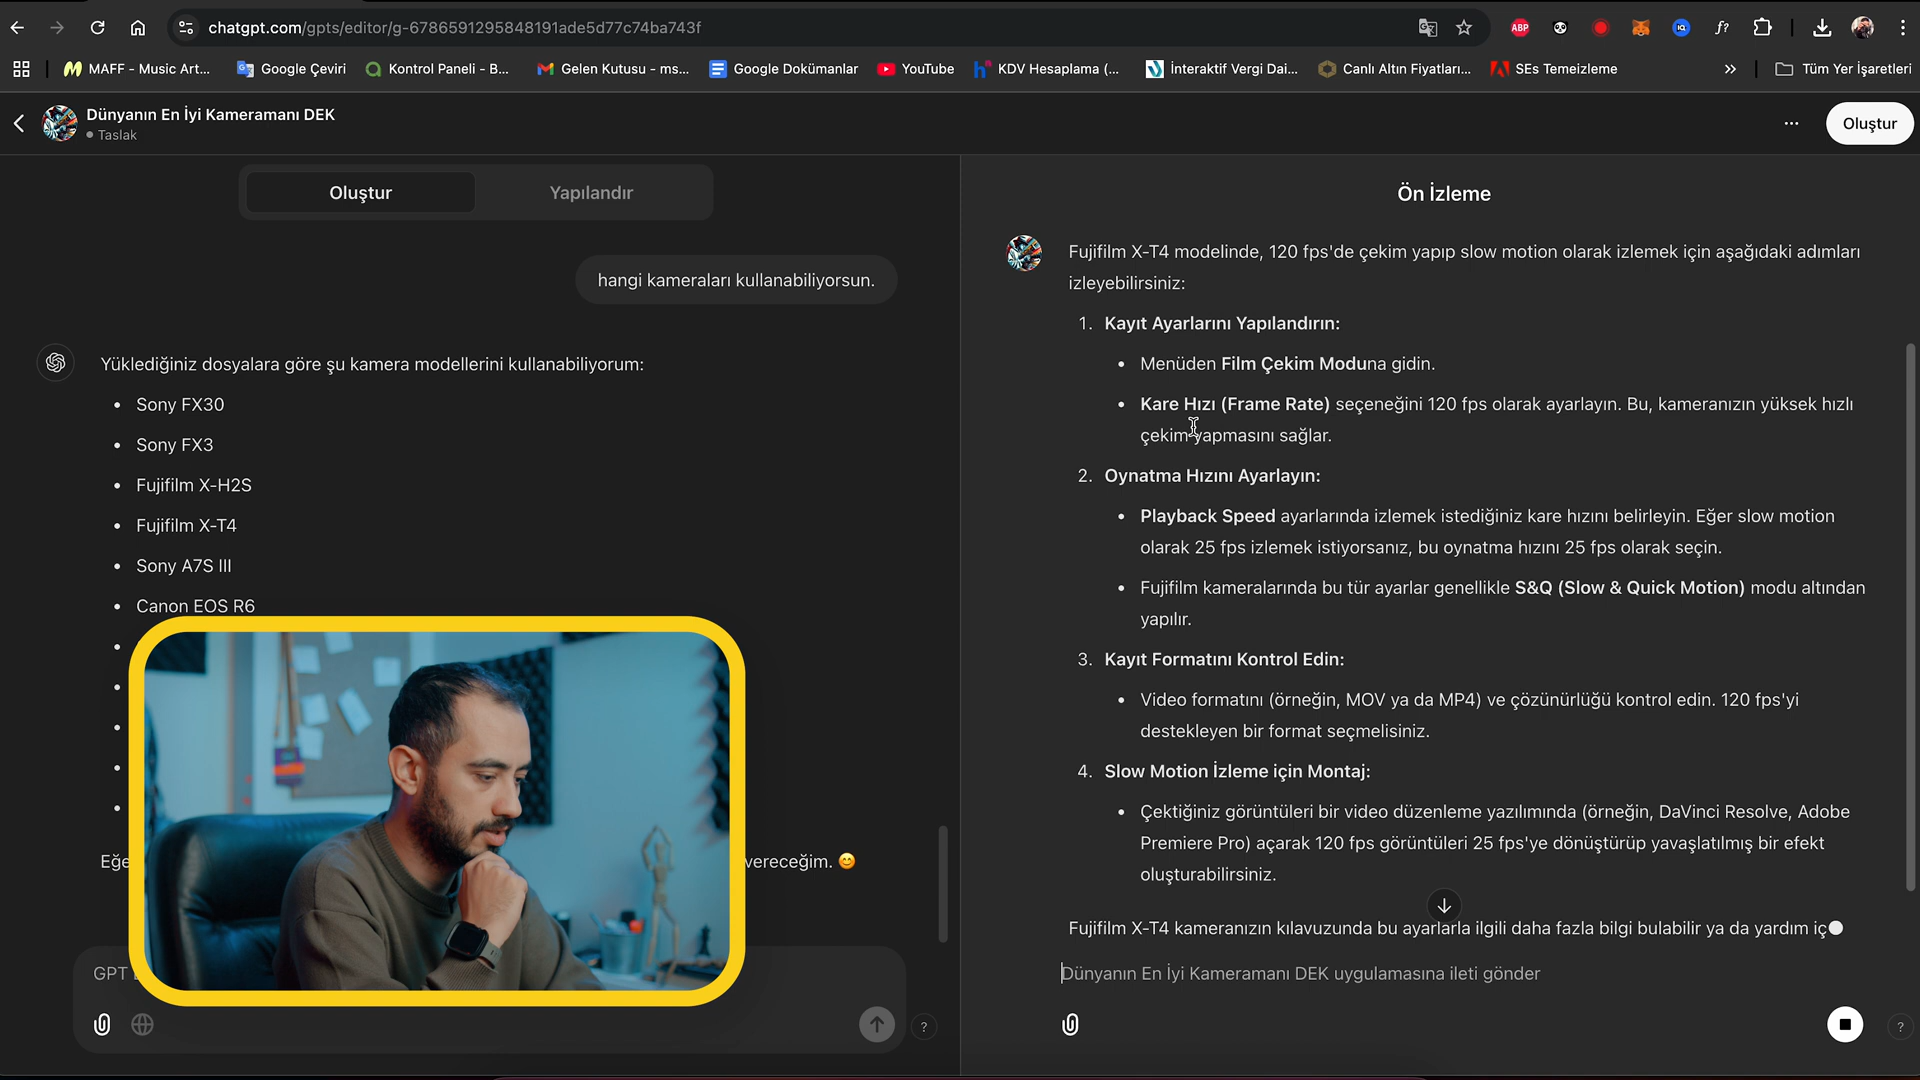 chatgpt.com/gpts/editor/g-6786591295848191ade5d77c74ba743f
ABP
f?
MAFF - Music Art...
Google Çeviri
Kontrol Paneli - B...
Gelen Kutusu - ms...
Google Dokümanlar
YouTube
KDV Hesaplama (...
İnteraktif Vergi Dai...
Canlı Altın Fiyatları...
SEs Temeizleme
Tüm Yer İşaretleri
Dünyanın En İyi Kameramanı DEK
Taslak
Oluştur
Oluştur
Yapılandır
hangi kameraları kullanabiliyorsun.
Yüklediğiniz dosyalara göre şu kamera modellerini kullanabiliyorum:
• Sony FX30
• Sony FX3
• Fujifilm X-H2S
• Fujifilm X-T4
• Sony A7S III
• Canon EOS R6
vereceğim. 😊
GPT
?
Ön İzleme
Fujifilm X-T4 modelinde, 120 fps'de çekim yapıp slow motion olarak izlemek için aşağıdaki adımları
izleyebilirsiniz:
1. Kayıt Ayarlarını Yapılandırın:
• Menüden Film Çekim Moduna gidin.
• Kare Hızı (Frame Rate) seçeneğini 120 fps olarak ayarlayın. Bu, kameranızın yüksek hızlı
çekim yapmasını sağlar.
2. Oynatma Hızını Ayarlayın:
• Playback Speed ayarlarında izlemek istediğiniz kare hızını belirleyin. Eğer slow motion
olarak 25 fps izlemek istiyorsanız, bu oynatma hızını 25 fps olarak seçin.
• Fujifilm kameralarında bu tür ayarlar genellikle S&Q (Slow & Quick Motion) modu altından
yapılır.
3. Kayıt Formatını Kontrol Edin:
• Video formatını (örneğin, MOV ya da MP4) ve çözünürlüğü kontrol edin. 120 fps'yi
destekleyen bir format seçmelisiniz.
4. Slow Motion İzleme için Montaj:
• Çektiğiniz görüntüleri bir video düzenleme yazılımında (örneğin, DaVinci Resolve, Adobe
Premiere Pro) açarak 120 fps görüntüleri 25 fps'ye dönüştürüp yavaşlatılmış bir efekt
oluşturabilirsiniz.
Fujifilm X-T4 kameranızın kılavuzunda bu ayarlarla ilgili daha fazla bilgi bulabilir ya da yardım iç
Dünyanın En İyi Kameramanı DEK uygulamasına ileti gönder
?